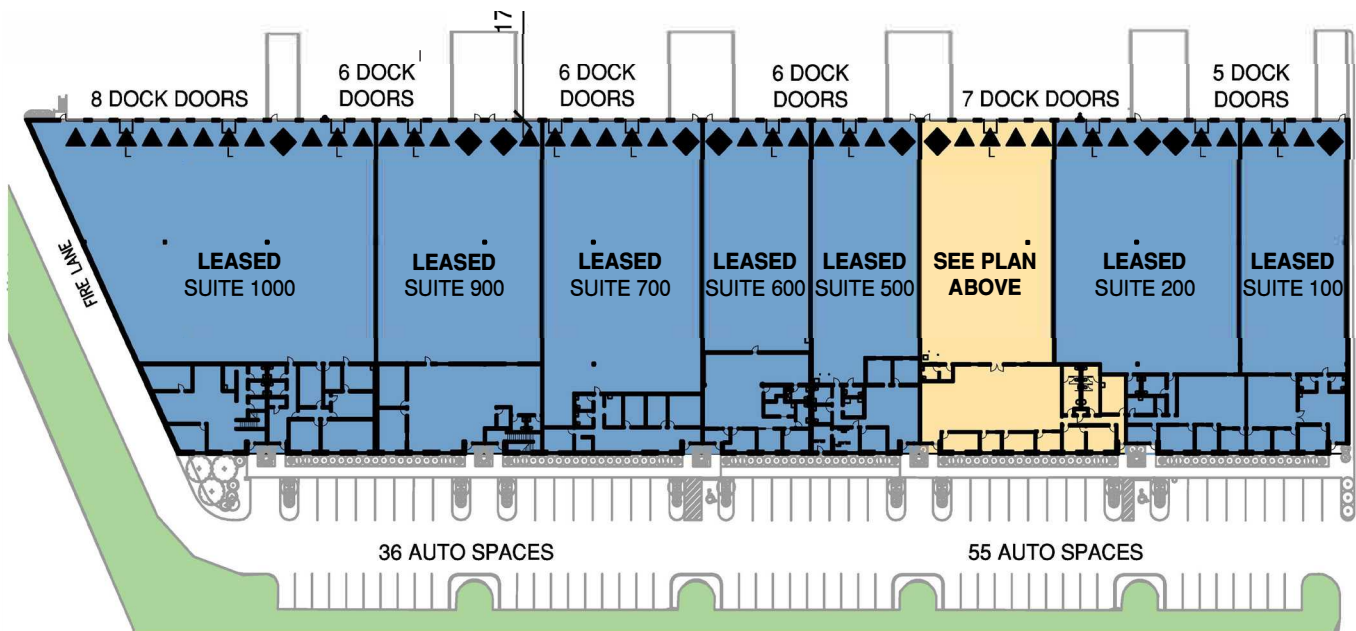 17
6 DOCK
DOORS
6 DOCK
DOORS
6 DOCK
DOORS
5 DOCK
DOORS
8 DOCK DOORS
7 DOCK DOORS
L
L
L
L
L
L
L
L
L
L
L
L
FIRE LANE
LEASED
SUITE 1000
LEASED
SUITE 900
LEASED
SUITE 700
LEASED
SUITE 600
LEASED
SUITE 500
SEE PLAN
ABOVE
LEASED
SUITE 200
LEASED
SUITE 100
36 AUTO SPACES
55 AUTO SPACES